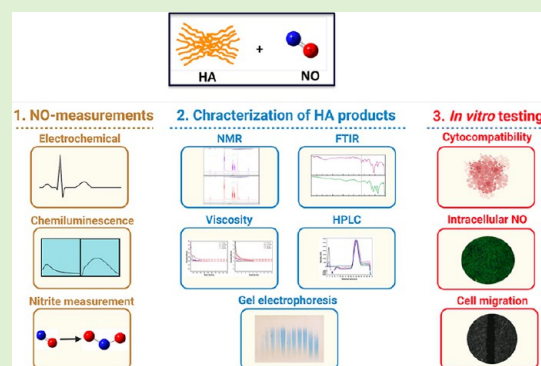 HA
+
NO
1. NO-measurements
Electrochemical
Chemiluminescence
Nitrite measurement
2. Chracterization of HA products
NMR
FTIR
Viscosity
HPLC
Gel electrophoresis
3. In vitro testing
Cytocompatibility
Intracellular NO
Cell migration